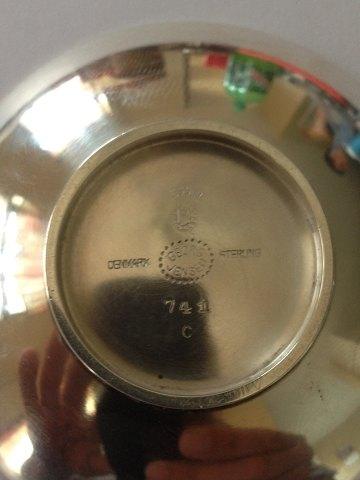 GEORG
DENMARK JENSEN STERLING
741
C